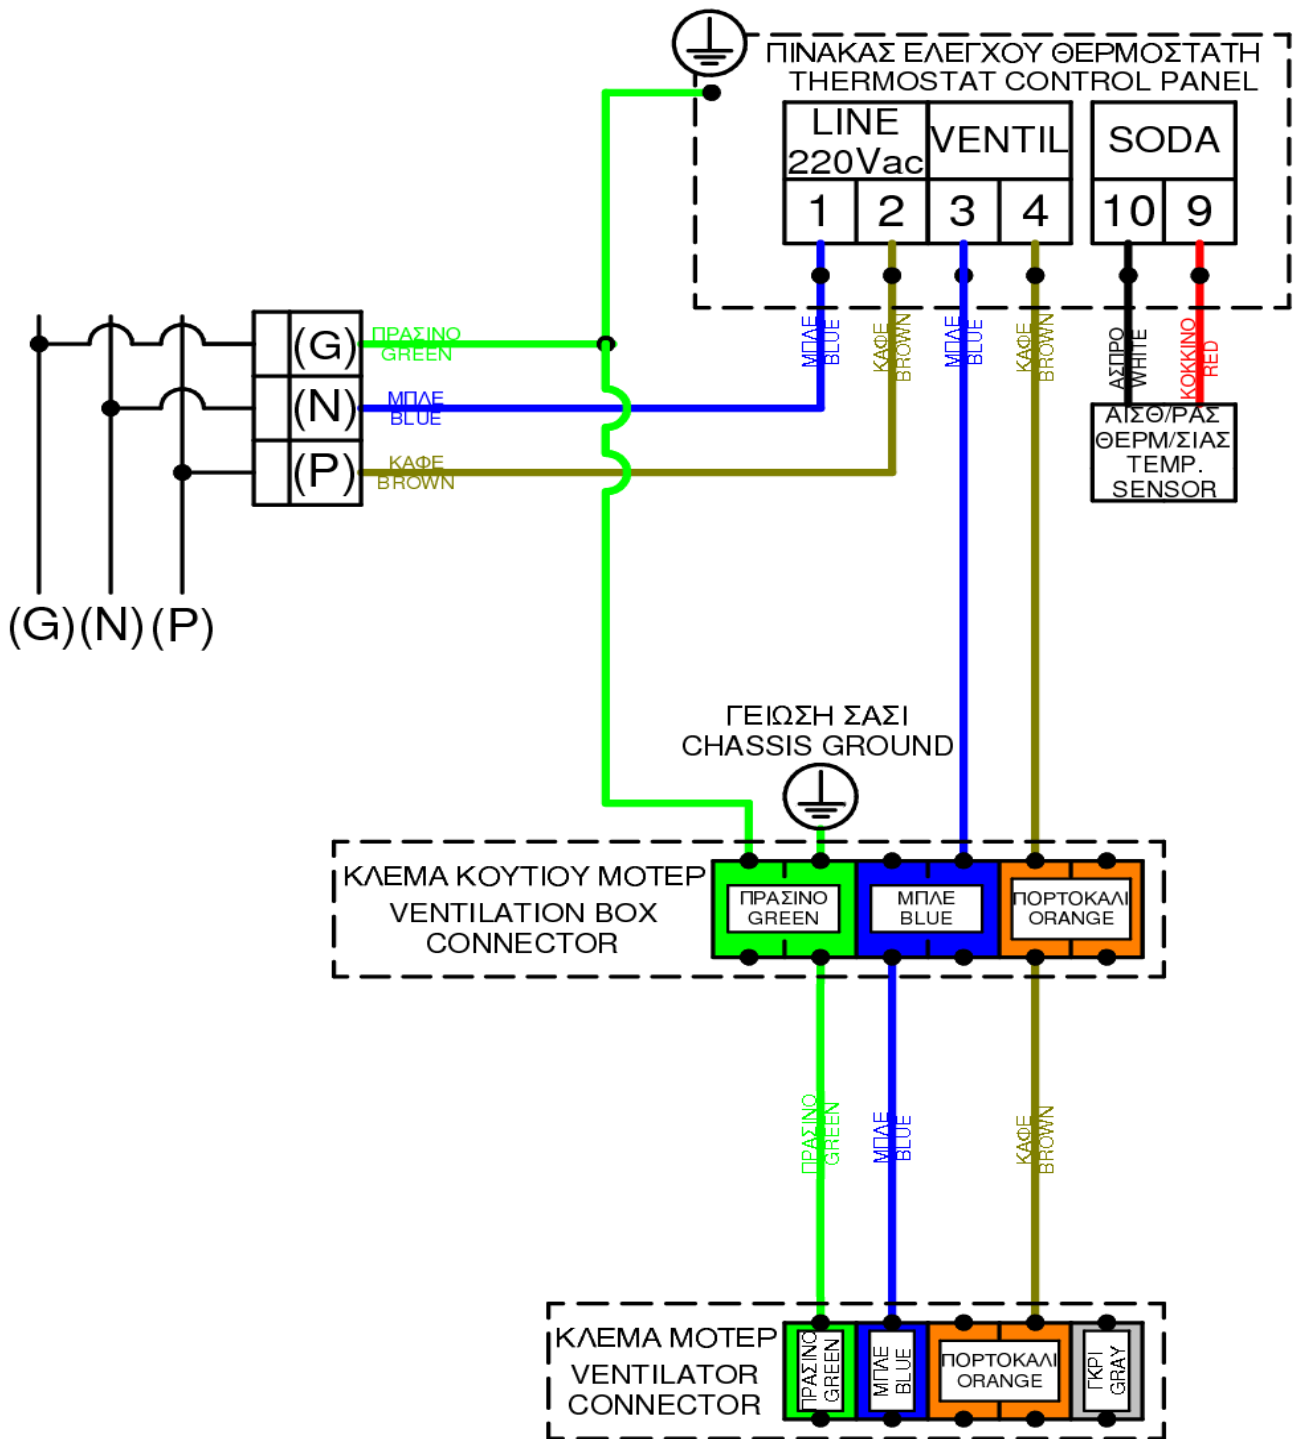 ΠΙΝΑΚΑΣ ΕΛΕΓΧΟΥ ΘΕΡΜΟΣΤΑΤΗ
THERMOSTAT CONTROL PANEL
LINE
220Vac
VENTIL
SODA
1
2
3
4
10
9
ΜΠΛΕ
BLUE
ΚΑΦΕ
BROWN
ΜΠΛΕ
BLUE
ΚΑΦΕ
BROWN
ΑΣΠΡΟ
WHITE
ΚΟΚΚΙΝΟ
RED
ΑΙΣΘ/ΡΑΣ
ΘΕΡΜ/ΣΙΑΣ
TEMP.
SENSOR
(G)
ΠΡΑΣΙΝΟ
GREEN
(N)
ΜΠΛΕ
BLUE
(P)
ΚΑΦΕ
BROWN
(G)
(N)
(P)
ΓΕΙΩΣΗ ΣΑΣΙ
CHASSIS GROUND
ΚΛΕΜΑ ΚΟΥΤΙΟΥ ΜΟΤΕΡ
VENTILATION BOX
CONNECTOR
ΠΡΑΣΙΝΟ
GREEN
ΜΠΛΕ
BLUE
ΠΟΡΤΟΚΑΛΙ
ORANGE
ΠΡΑΣΙΝΟ
GREEN
ΜΠΛΕ
BLUE
ΚΑΦΕ
BROWN
ΚΛΕΜΑ ΜΟΤΕΡ
VENTILATOR
CONNECTOR
ΠΡΑΣΙΝΟ
GREEN
ΜΠΛΕ
BLUE
ΠΟΡΤΟΚΑΛΙ
ORANGE
ΓΚΡΙ
GRAY